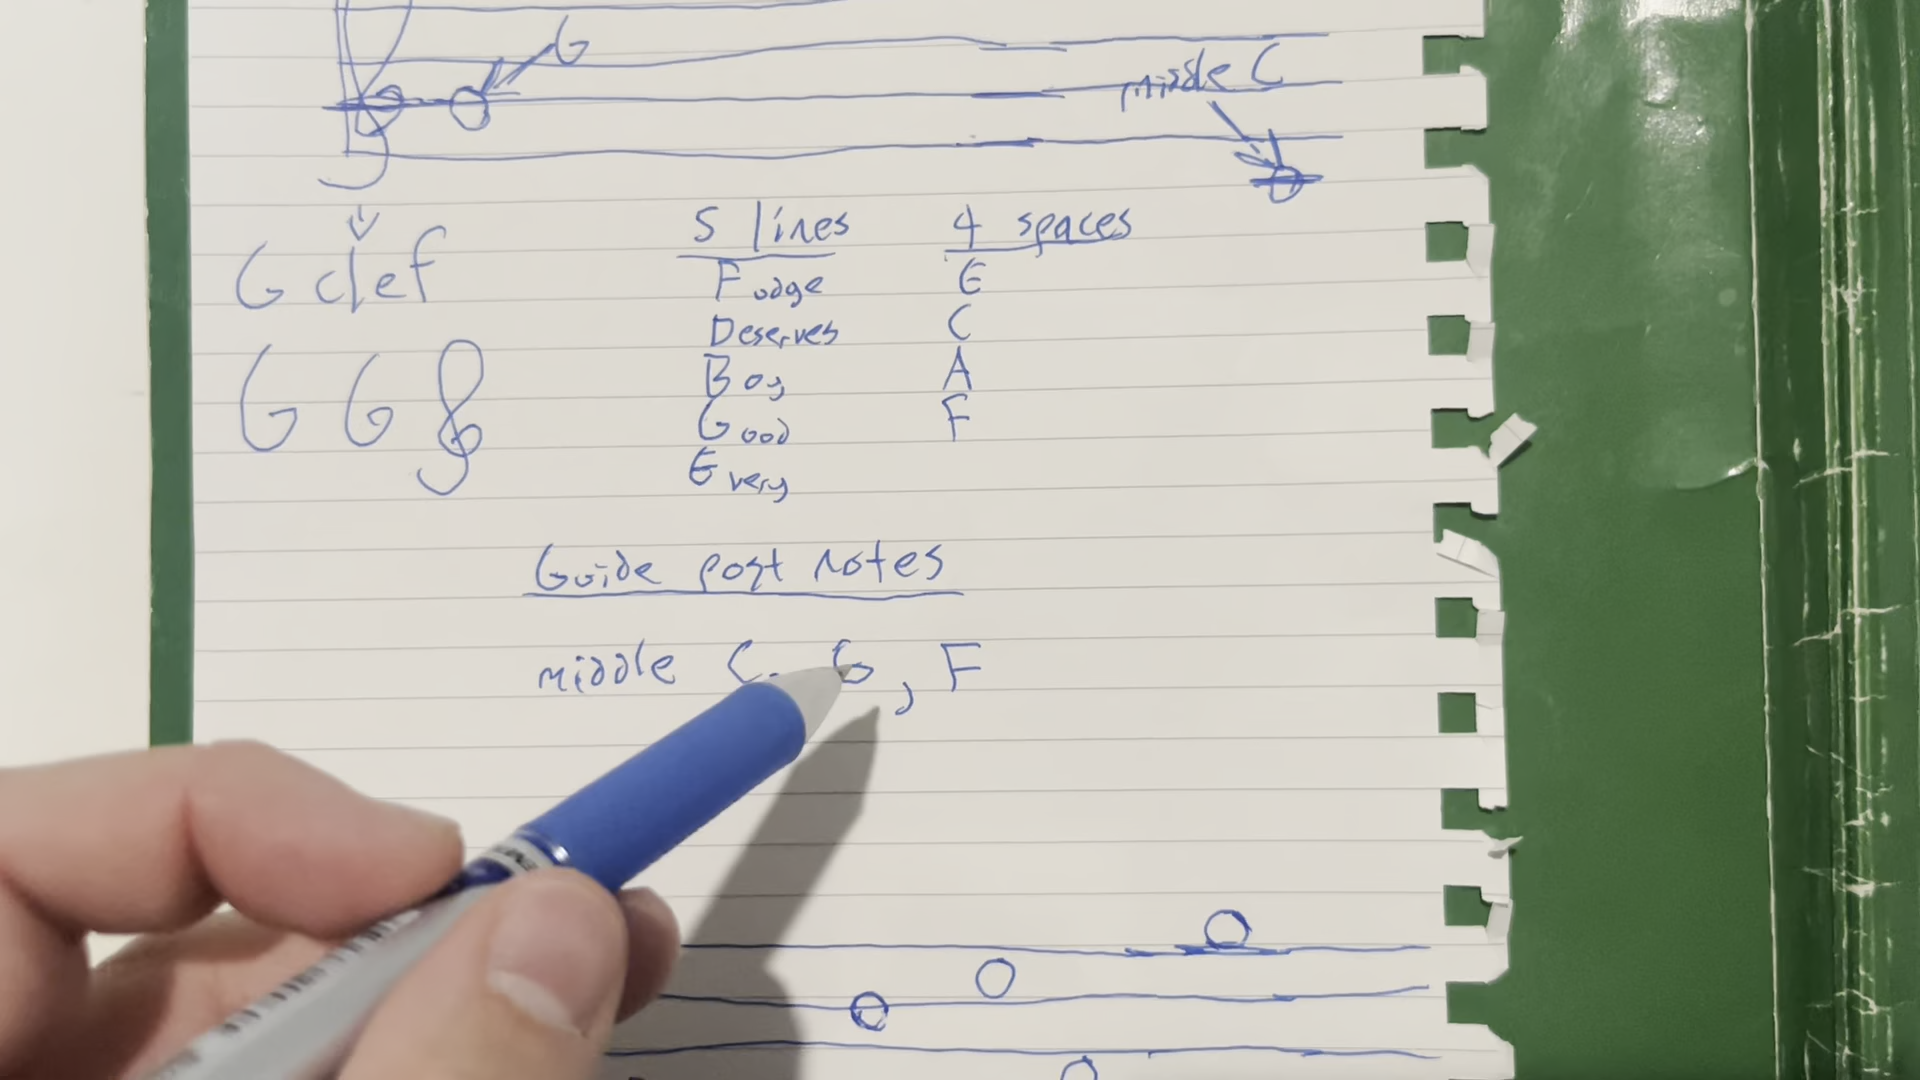 G
middle C
G clef
G G
5 lines 4 spaces
Fudge E
Deserves C
Boy A
Good F
Every
Guide post notes
middle C, G, F